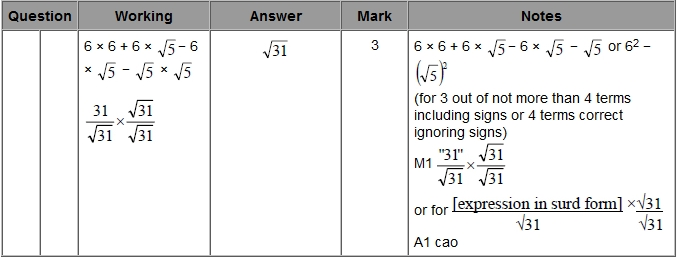 Question Working Answer Mark Notes
6 × 6 + 6 × √5 – 6
× √5 – √5 × √5
31/√31 × √31/√31
√31
3
6 × 6 + 6 × √5 – 6 × √5 – √5 or 6² –
(√5)²
(for 3 out of not more than 4 terms
including signs or 4 terms correct
ignoring signs)
M1 "31"/√31 × √31/√31
or for [expression in surd form]/√31 ×√31/√31
A1 cao